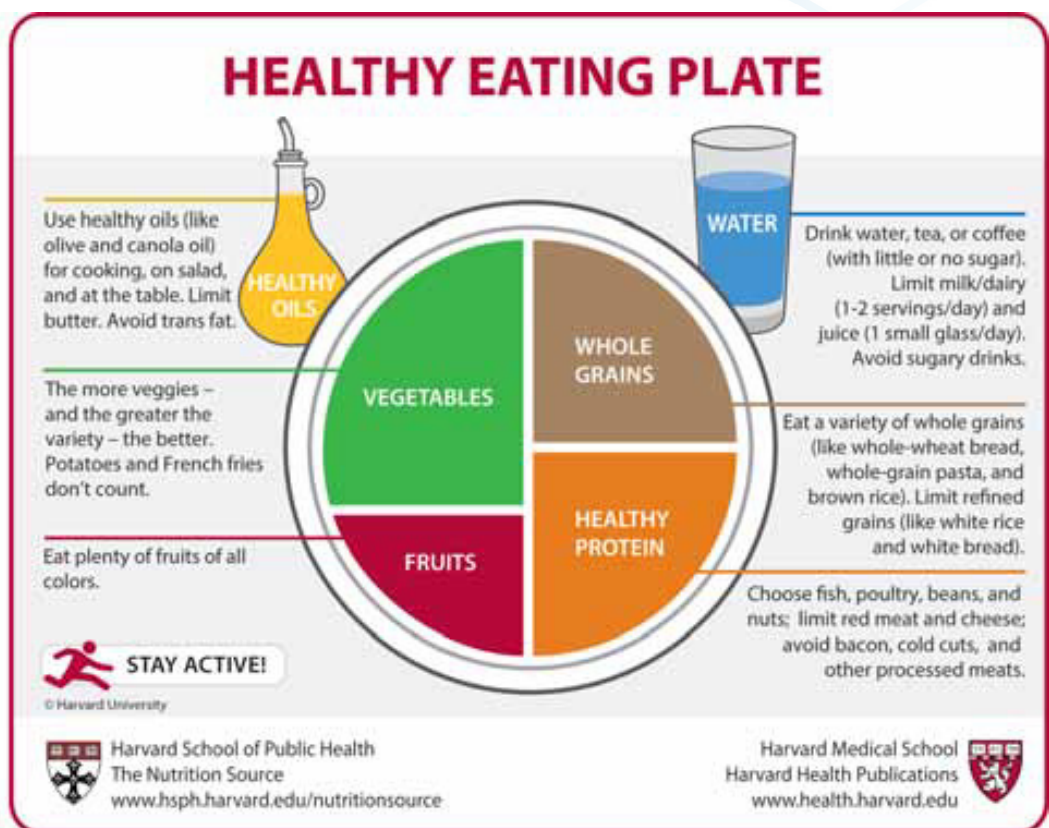 HEALTHY EATING PLATE
Use healthy oils (like
olive and canola oil)
for cooking, on salad,
and at the table. Limit
butter. Avoid trans fat.
HEALTHY
OILS
WATER
Drink water, tea, or coffee
(with little or no sugar).
Limit milk/dairy
(1-2 servings/day) and
juice (1 small glass/day).
Avoid sugary drinks.
The more veggies –
and the greater the
variety – the better.
Potatoes and French fries
don't count.
VEGETABLES
WHOLE
GRAINS
Eat a variety of whole grains
(like whole-wheat bread,
whole-grain pasta, and
brown rice). Limit refined
grains (like white rice
and white bread).
Eat plenty of fruits of all
colors.
FRUITS
HEALTHY
PROTEIN
Choose fish, poultry, beans, and
nuts; limit red meat and cheese;
avoid bacon, cold cuts, and
other processed meats.
STAY ACTIVE!
© Harvard University
Harvard School of Public Health
The Nutrition Source
www.hsph.harvard.edu/nutritionsource
Harvard Medical School
Harvard Health Publications
www.health.harvard.edu